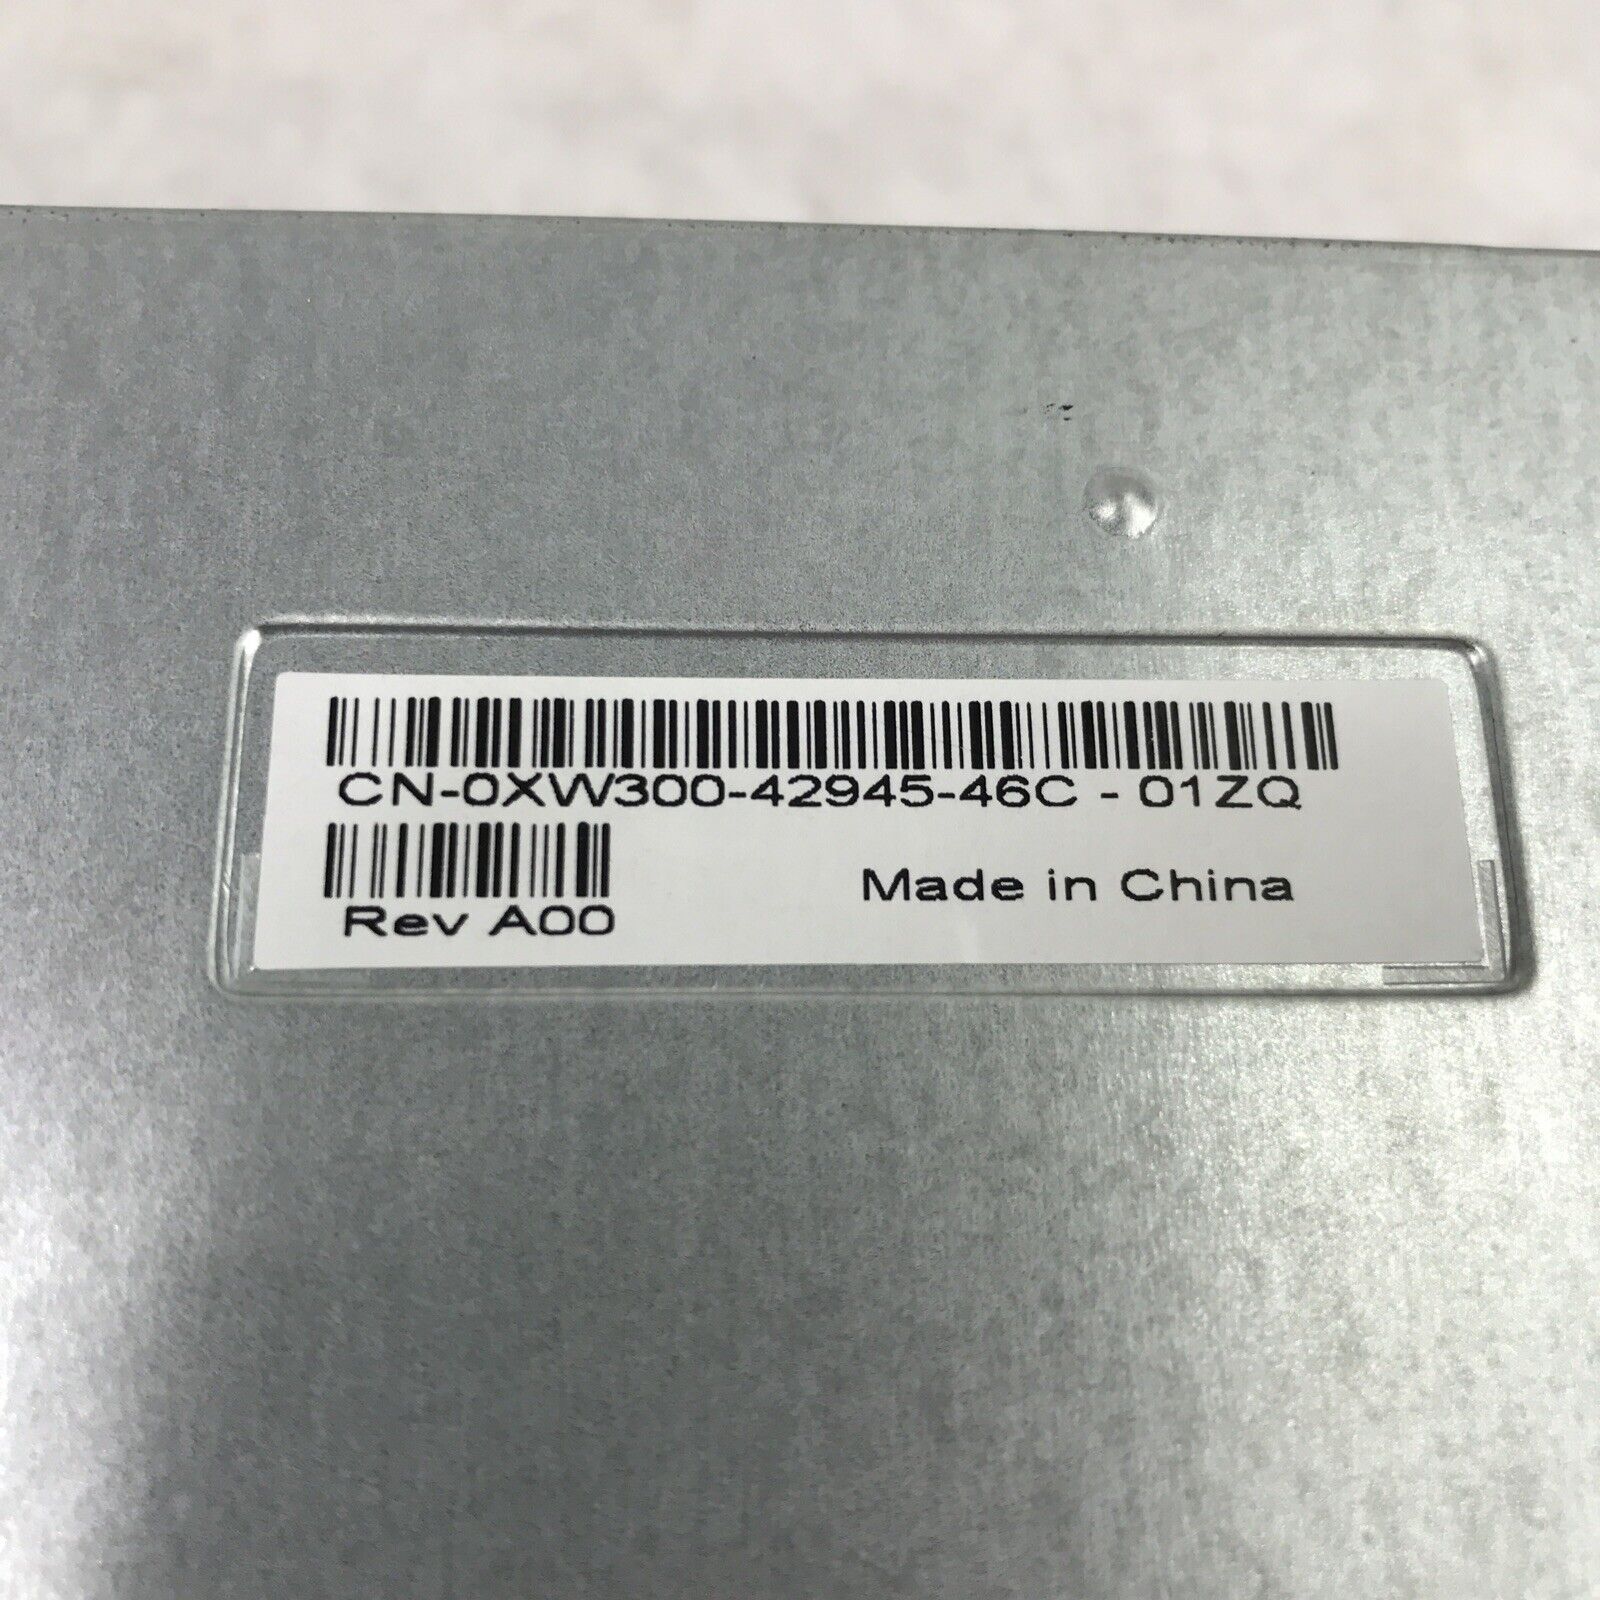 CN-0XW300-42945-46C - 01ZQ
Rev A00
Made in China